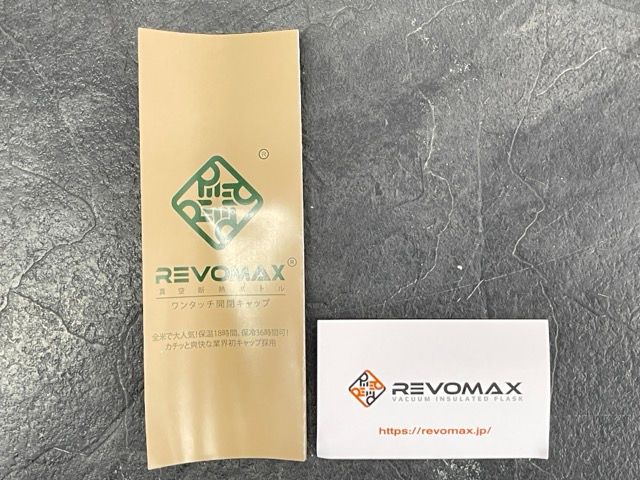 ®
REVOMAX®
真空断熱ボトル
ワンタッチ開閉キャップ
全米で大人気!保温18時間、保冷36時間可!
カチッと爽快な業界初キャップ採用
REVOMAX
VACUUM INSULATED FLASK
https://revomax.jp/